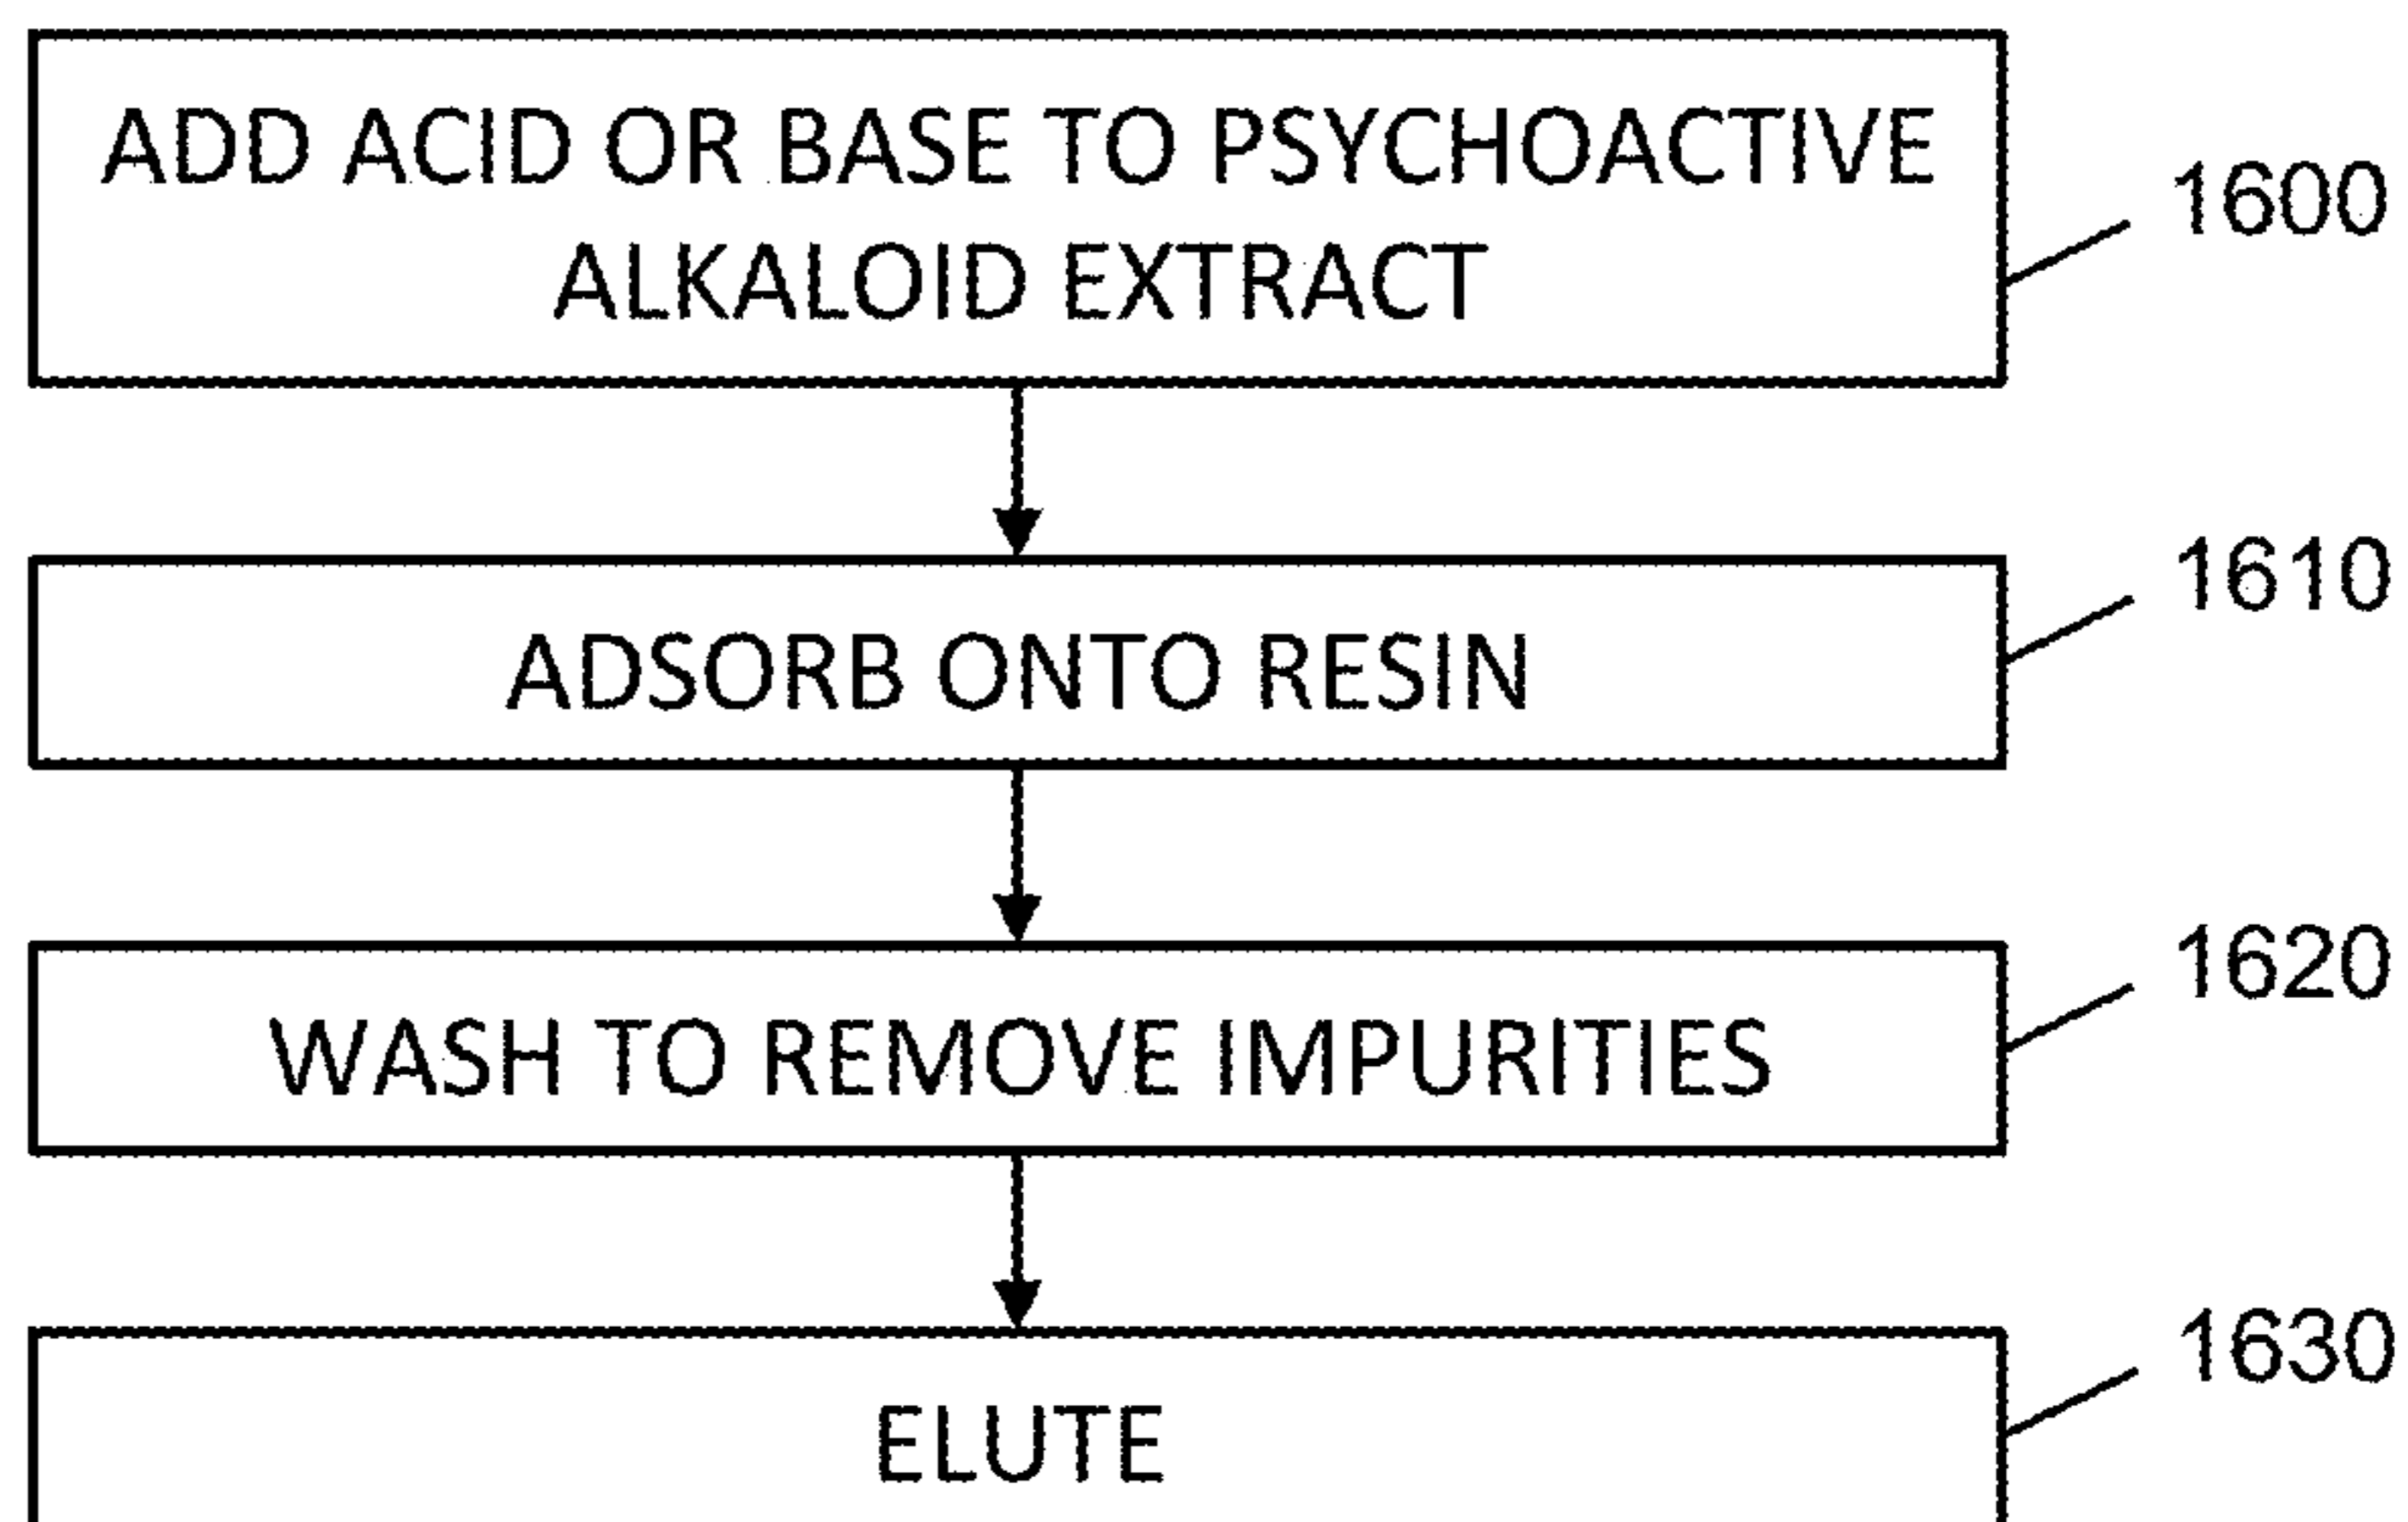 ADD ACID OR BASE TO PSYCHOACTIVE
ALKALOID EXTRACT
1600
ADSORB ONTO RESIN
1610
WASH TO REMOVE IMPURITIES
1620
ELUTE
1630